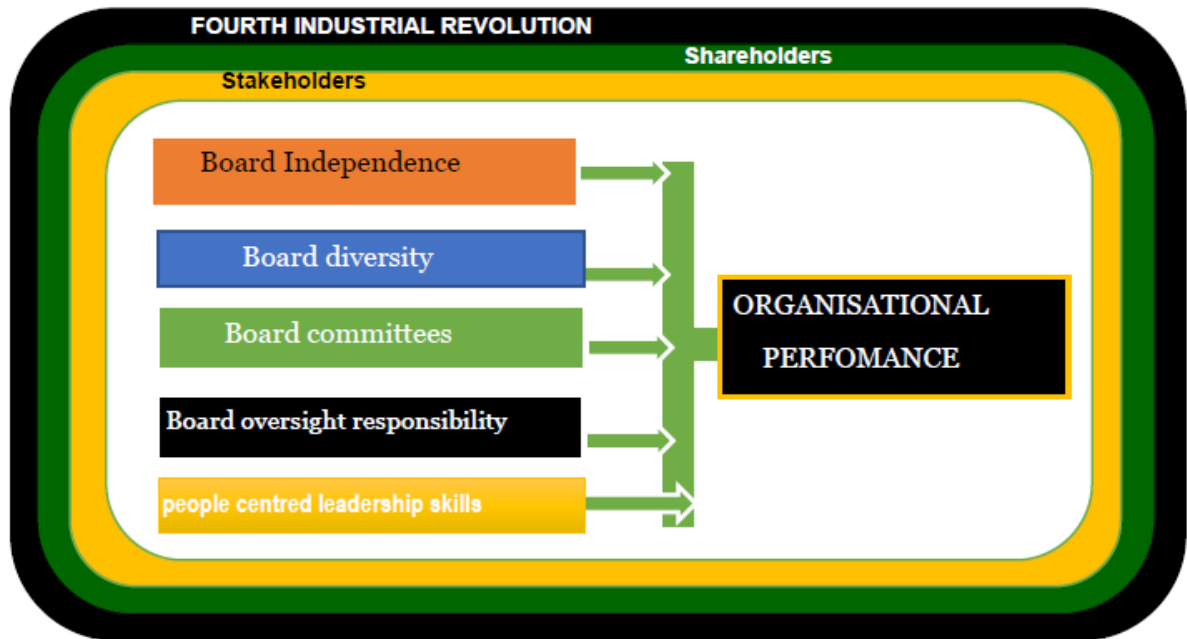 FOURTH INDUSTRIAL REVOLUTION
Shareholders
Stakeholders
Board Independence
Board diversity
Board committees
Board oversight responsibility
people centred leadership skills
ORGANISATIONAL
PERFOMANCE